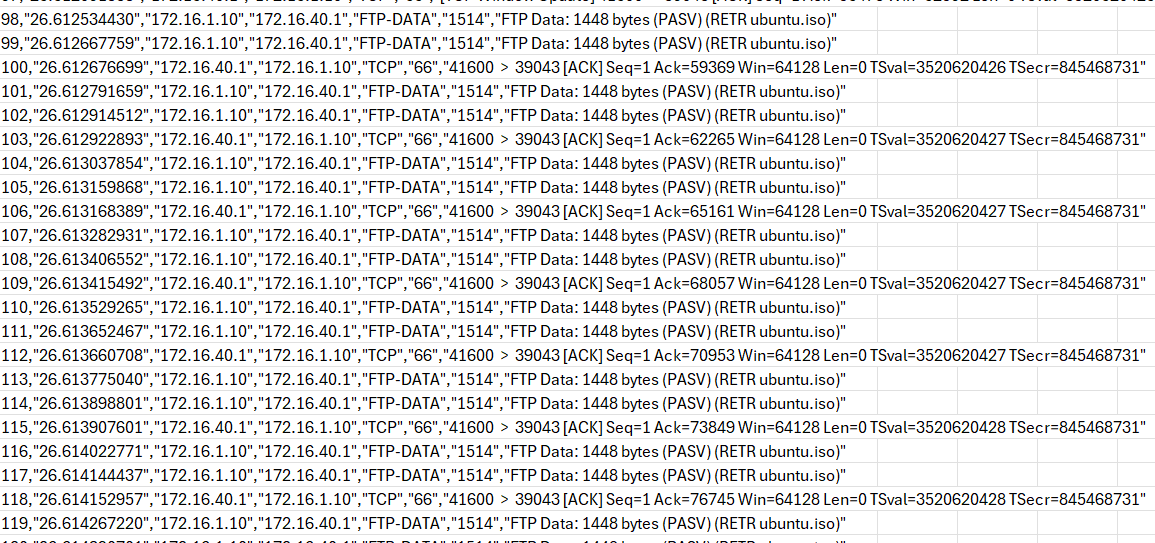 98,"26.612534430","172.16.1.10","172.16.40.1","FTP-DATA","1514","FTP Data: 1448 bytes (PASV) (RETR ubuntu.iso)"
99,"26.612667759","172.16.1.10","172.16.40.1","FTP-DATA","1514","FTP Data: 1448 bytes (PASV) (RETR ubuntu.iso)"
100,"26.612676699","172.16.40.1","172.16.1.10","TCP","66","41600 > 39043 [ACK] Seq=1 Ack=59369 Win=64128 Len=0 TSval=3520620426 TSecr=845468731"
101,"26.612791659","172.16.1.10","172.16.40.1","FTP-DATA","1514","FTP Data: 1448 bytes (PASV) (RETR ubuntu.iso)"
102,"26.612914512","172.16.1.10","172.16.40.1","FTP-DATA","1514","FTP Data: 1448 bytes (PASV) (RETR ubuntu.iso)"
103,"26.612922893","172.16.40.1","172.16.1.10","TCP","66","41600 > 39043 [ACK] Seq=1 Ack=62265 Win=64128 Len=0 TSval=3520620427 TSecr=845468731"
104,"26.613037854","172.16.1.10","172.16.40.1","FTP-DATA","1514","FTP Data: 1448 bytes (PASV) (RETR ubuntu.iso)"
105,"26.613159868","172.16.1.10","172.16.40.1","FTP-DATA","1514","FTP Data: 1448 bytes (PASV) (RETR ubuntu.iso)"
106,"26.613168389","172.16.40.1","172.16.1.10","TCP","66","41600 > 39043 [ACK] Seq=1 Ack=65161 Win=64128 Len=0 TSval=3520620427 TSecr=845468731"
107,"26.613282931","172.16.1.10","172.16.40.1","FTP-DATA","1514","FTP Data: 1448 bytes (PASV) (RETR ubuntu.iso)"
108,"26.613406552","172.16.1.10","172.16.40.1","FTP-DATA","1514","FTP Data: 1448 bytes (PASV) (RETR ubuntu.iso)"
109,"26.613415492","172.16.40.1","172.16.1.10","TCP","66","41600 > 39043 [ACK] Seq=1 Ack=68057 Win=64128 Len=0 TSval=3520620427 TSecr=845468731"
110,"26.613529265","172.16.1.10","172.16.40.1","FTP-DATA","1514","FTP Data: 1448 bytes (PASV) (RETR ubuntu.iso)"
111,"26.613652467","172.16.1.10","172.16.40.1","FTP-DATA","1514","FTP Data: 1448 bytes (PASV) (RETR ubuntu.iso)"
112,"26.613660708","172.16.40.1","172.16.1.10","TCP","66","41600 > 39043 [ACK] Seq=1 Ack=70953 Win=64128 Len=0 TSval=3520620427 TSecr=845468731"
113,"26.613775040","172.16.1.10","172.16.40.1","FTP-DATA","1514","FTP Data: 1448 bytes (PASV) (RETR ubuntu.iso)"
114,"26.613898801","172.16.1.10","172.16.40.1","FTP-DATA","1514","FTP Data: 1448 bytes (PASV) (RETR ubuntu.iso)"
115,"26.613907601","172.16.40.1","172.16.1.10","TCP","66","41600 > 39043 [ACK] Seq=1 Ack=73849 Win=64128 Len=0 TSval=3520620428 TSecr=845468731"
116,"26.614022771","172.16.1.10","172.16.40.1","FTP-DATA","1514","FTP Data: 1448 bytes (PASV) (RETR ubuntu.iso)"
117,"26.614144437","172.16.1.10","172.16.40.1","FTP-DATA","1514","FTP Data: 1448 bytes (PASV) (RETR ubuntu.iso)"
118,"26.614152957","172.16.40.1","172.16.1.10","TCP","66","41600 > 39043 [ACK] Seq=1 Ack=76745 Win=64128 Len=0 TSval=3520620428 TSecr=845468731"
119,"26.614267220","172.16.1.10","172.16.40.1","FTP-DATA","1514","FTP Data: 1448 bytes (PASV) (RETR ubuntu.iso)"